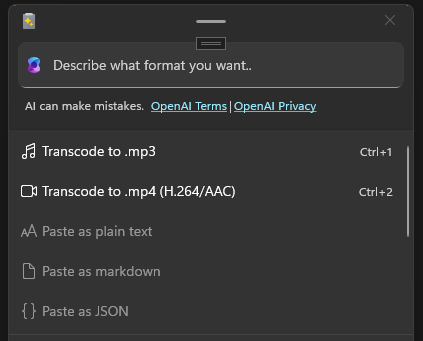 Describe what format you want..
AI can make mistakes. OpenAI Terms | OpenAI Privacy
Transcode to .mp3 Ctrl+1
Transcode to .mp4 (H.264/AAC) Ctrl+2
Paste as plain text
Paste as markdown
Paste as JSON